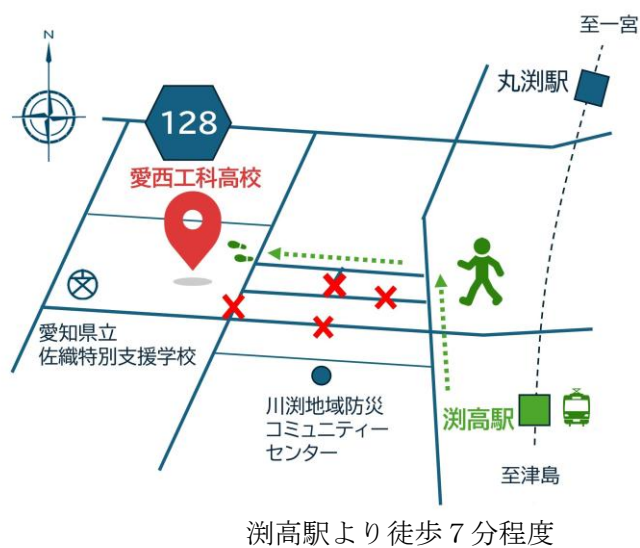 至一宮
N
丸渕駅
128
愛西工科高校
愛知県立
佐織特別支援学校
川渕地域防災
コミュニティー
センター
渕高駅
至津島
渕高駅より徒歩７分程度